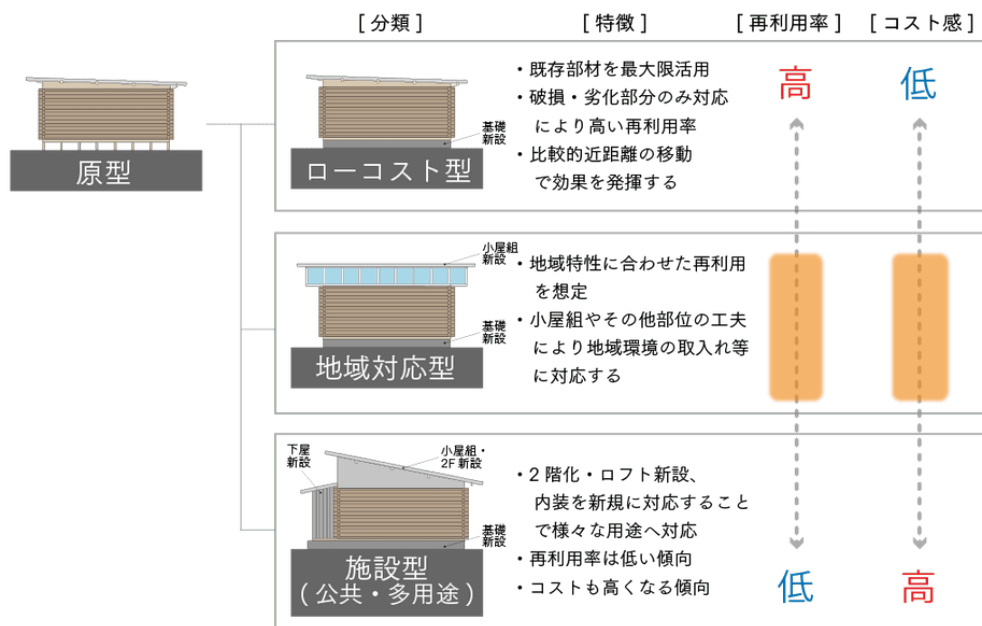 [ 分類 ]
[ 特徴 ]
[ 再利用率 ]
[ コスト感 ]
原型
基礎
新設
ローコスト型
・既存部材を最大限活用
・破損・劣化部分のみ対応
により高い再利用率
・比較的近距離の移動
で効果を発揮する
高
低
小屋組
新設
基礎
新設
地域対応型
・地域特性に合わせた再利用
を想定
・小屋組やその他部位の工夫
により地域環境の取入れ等
に対応する
下屋
新設
小屋組・
2F 新設
基礎
新設
施設型
( 公共・多用途 )
・2 階化・ロフト新設、
内装を新規に対応すること
で様々な用途へ対応
・再利用率は低い傾向
・コストも高くなる傾向
低
高